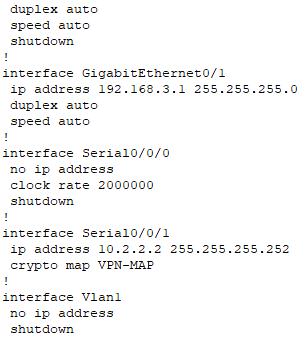 duplex auto
speed auto
shutdown
!
interface GigabitEthernet0/1
ip address 192.168.3.1 255.255.255.0
duplex auto
speed auto
!
interface Serial0/0/0
no ip address
clock rate 2000000
shutdown
!
interface Serial0/0/1
ip address 10.2.2.2 255.255.255.252
crypto map VPN-MAP
!
interface Vlan1
no ip address
shutdown